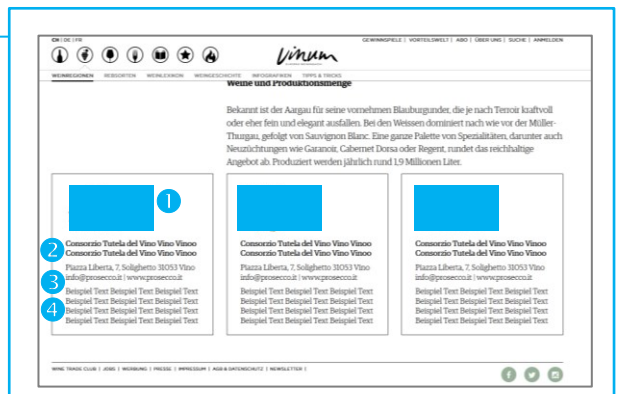 CH | DE | FR
GEWINNSPIELE | VORTEILSWELT | ABO | ÜBER UNS | SUCHE | ANMELDEN
vinum
WEINREGIONEN REBSORTEN WEINLEXIKON WEINGESCHICHTE INFOGRAFIKEN TIPPS & TRICKS
Weine und Produktionsmenge
Bekannt ist der Aargau für seine vornehmen Blauburgunder, die je nach Terroir kraftvoll
oder eher fein und elegant ausfallen. Bei den Weissen dominiert nach wie vor der Müller-
Thurgau, gefolgt von Sauvignon Blanc. Eine ganze Palette von Spezialitäten, darunter auch
Neuzüchtungen wie Garanoir, Cabernet Dorsa oder Regent, rundet das reichhaltige
Angebot ab. Produziert werden jährlich rund 1,9 Millionen Liter.
1
2
Consorzio Tutela del Vino Vino Vinoo
Consorzio Tutela del Vino Vino Vinoo
Piazza Liberta, 7, Solighetto 31053 Vino
3
info@prosecco.it | www.prosecco.it
Beispiel Text Beispiel Text Beispiel Text
4
Beispiel Text Beispiel Text Beispiel Text
Beispiel Text Beispiel Text Beispiel Text
Beispiel Text Beispiel Text Beispiel Text
Consorzio Tutela del Vino Vino Vinoo
Consorzio Tutela del Vino Vino Vinoo
Piazza Liberta, 7, Solighetto 31053 Vino
info@prosecco.it | www.prosecco.it
Beispiel Text Beispiel Text Beispiel Text
Beispiel Text Beispiel Text Beispiel Text
Beispiel Text Beispiel Text Beispiel Text
Beispiel Text Beispiel Text Beispiel Text
Consorzio Tutela del Vino Vino Vinoo
Consorzio Tutela del Vino Vino Vinoo
Piazza Liberta, 7, Solighetto 31053 Vino
info@prosecco.it | www.prosecco.it
Beispiel Text Beispiel Text Beispiel Text
Beispiel Text Beispiel Text Beispiel Text
Beispiel Text Beispiel Text Beispiel Text
Beispiel Text Beispiel Text Beispiel Text
WINE TRADE CLUB | JOBS | WERBUNG | PRESSE | IMPRESSUM | AGB & DATENSCHUTZ | NEWSLETTER |